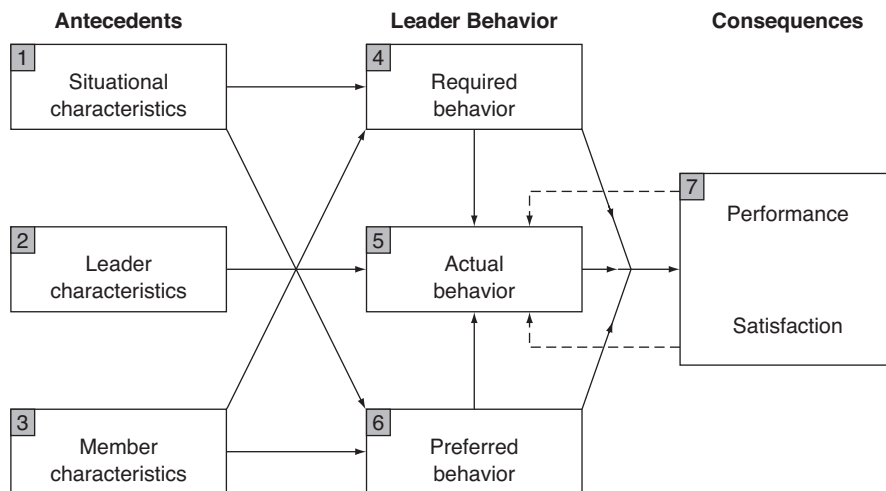 Antecedents
Leader Behavior
Consequences
1
Situational
characteristics
4
Required
behavior
7
Performance
Satisfaction
2
Leader
characteristics
5
Actual
behavior
3
Member
characteristics
6
Preferred
behavior